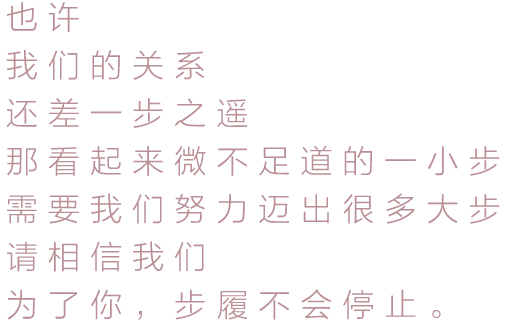 也许
我们的关系
还差一步之遥
那看起来微不足道的一小步
需要我们努力迈出很多大步
请相信我们
为了你，步履不会停止。